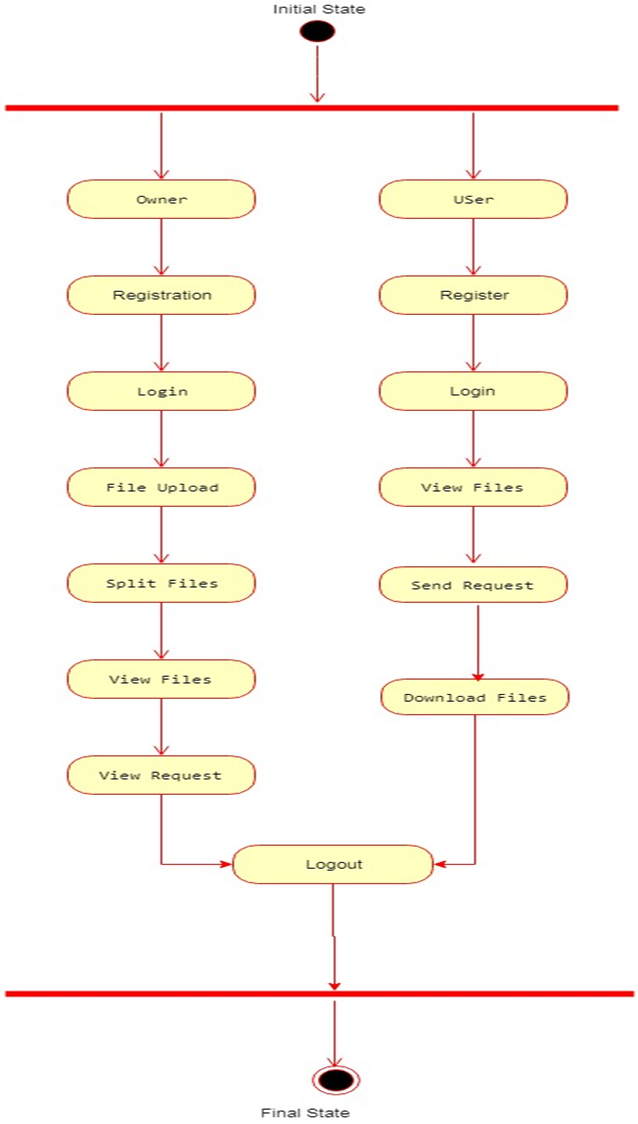 Initial State
Owner
USer
Registration
Register
Login
Login
File Upload
View Files
Split Files
Send Request
View Files
Download Files
View Request
Logout
Final State